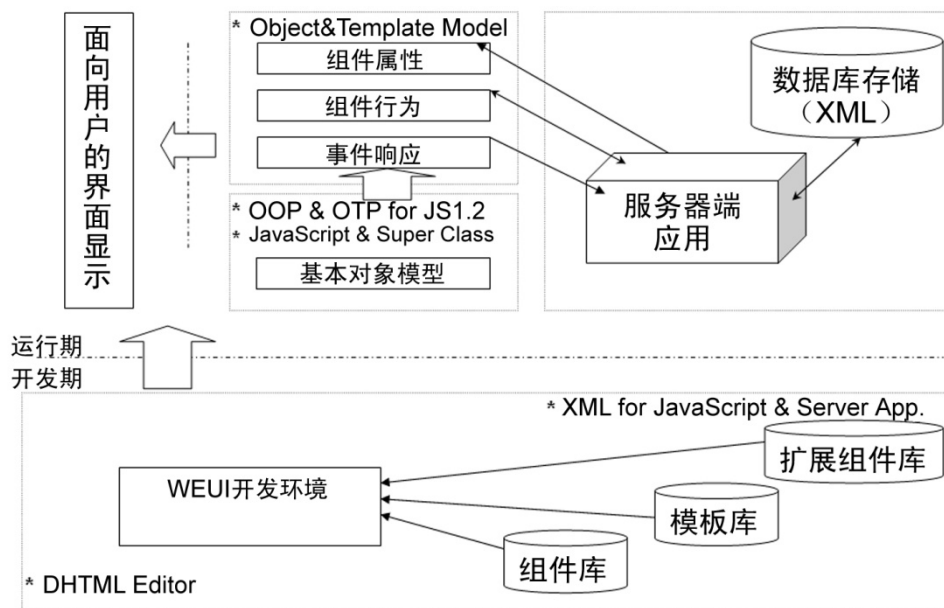 面向用户的界面显示
* Object&Template Model
组件属性
组件行为
事件响应
* OOP & OTP for JS1.2
* JavaScript & Super Class
基本对象模型
数据库存储
（XML）
服务器端
应用
运行期
开发期
* XML for JavaScript & Server App.
扩展组件库
WEUI开发环境
模板库
组件库
* DHTML Editor